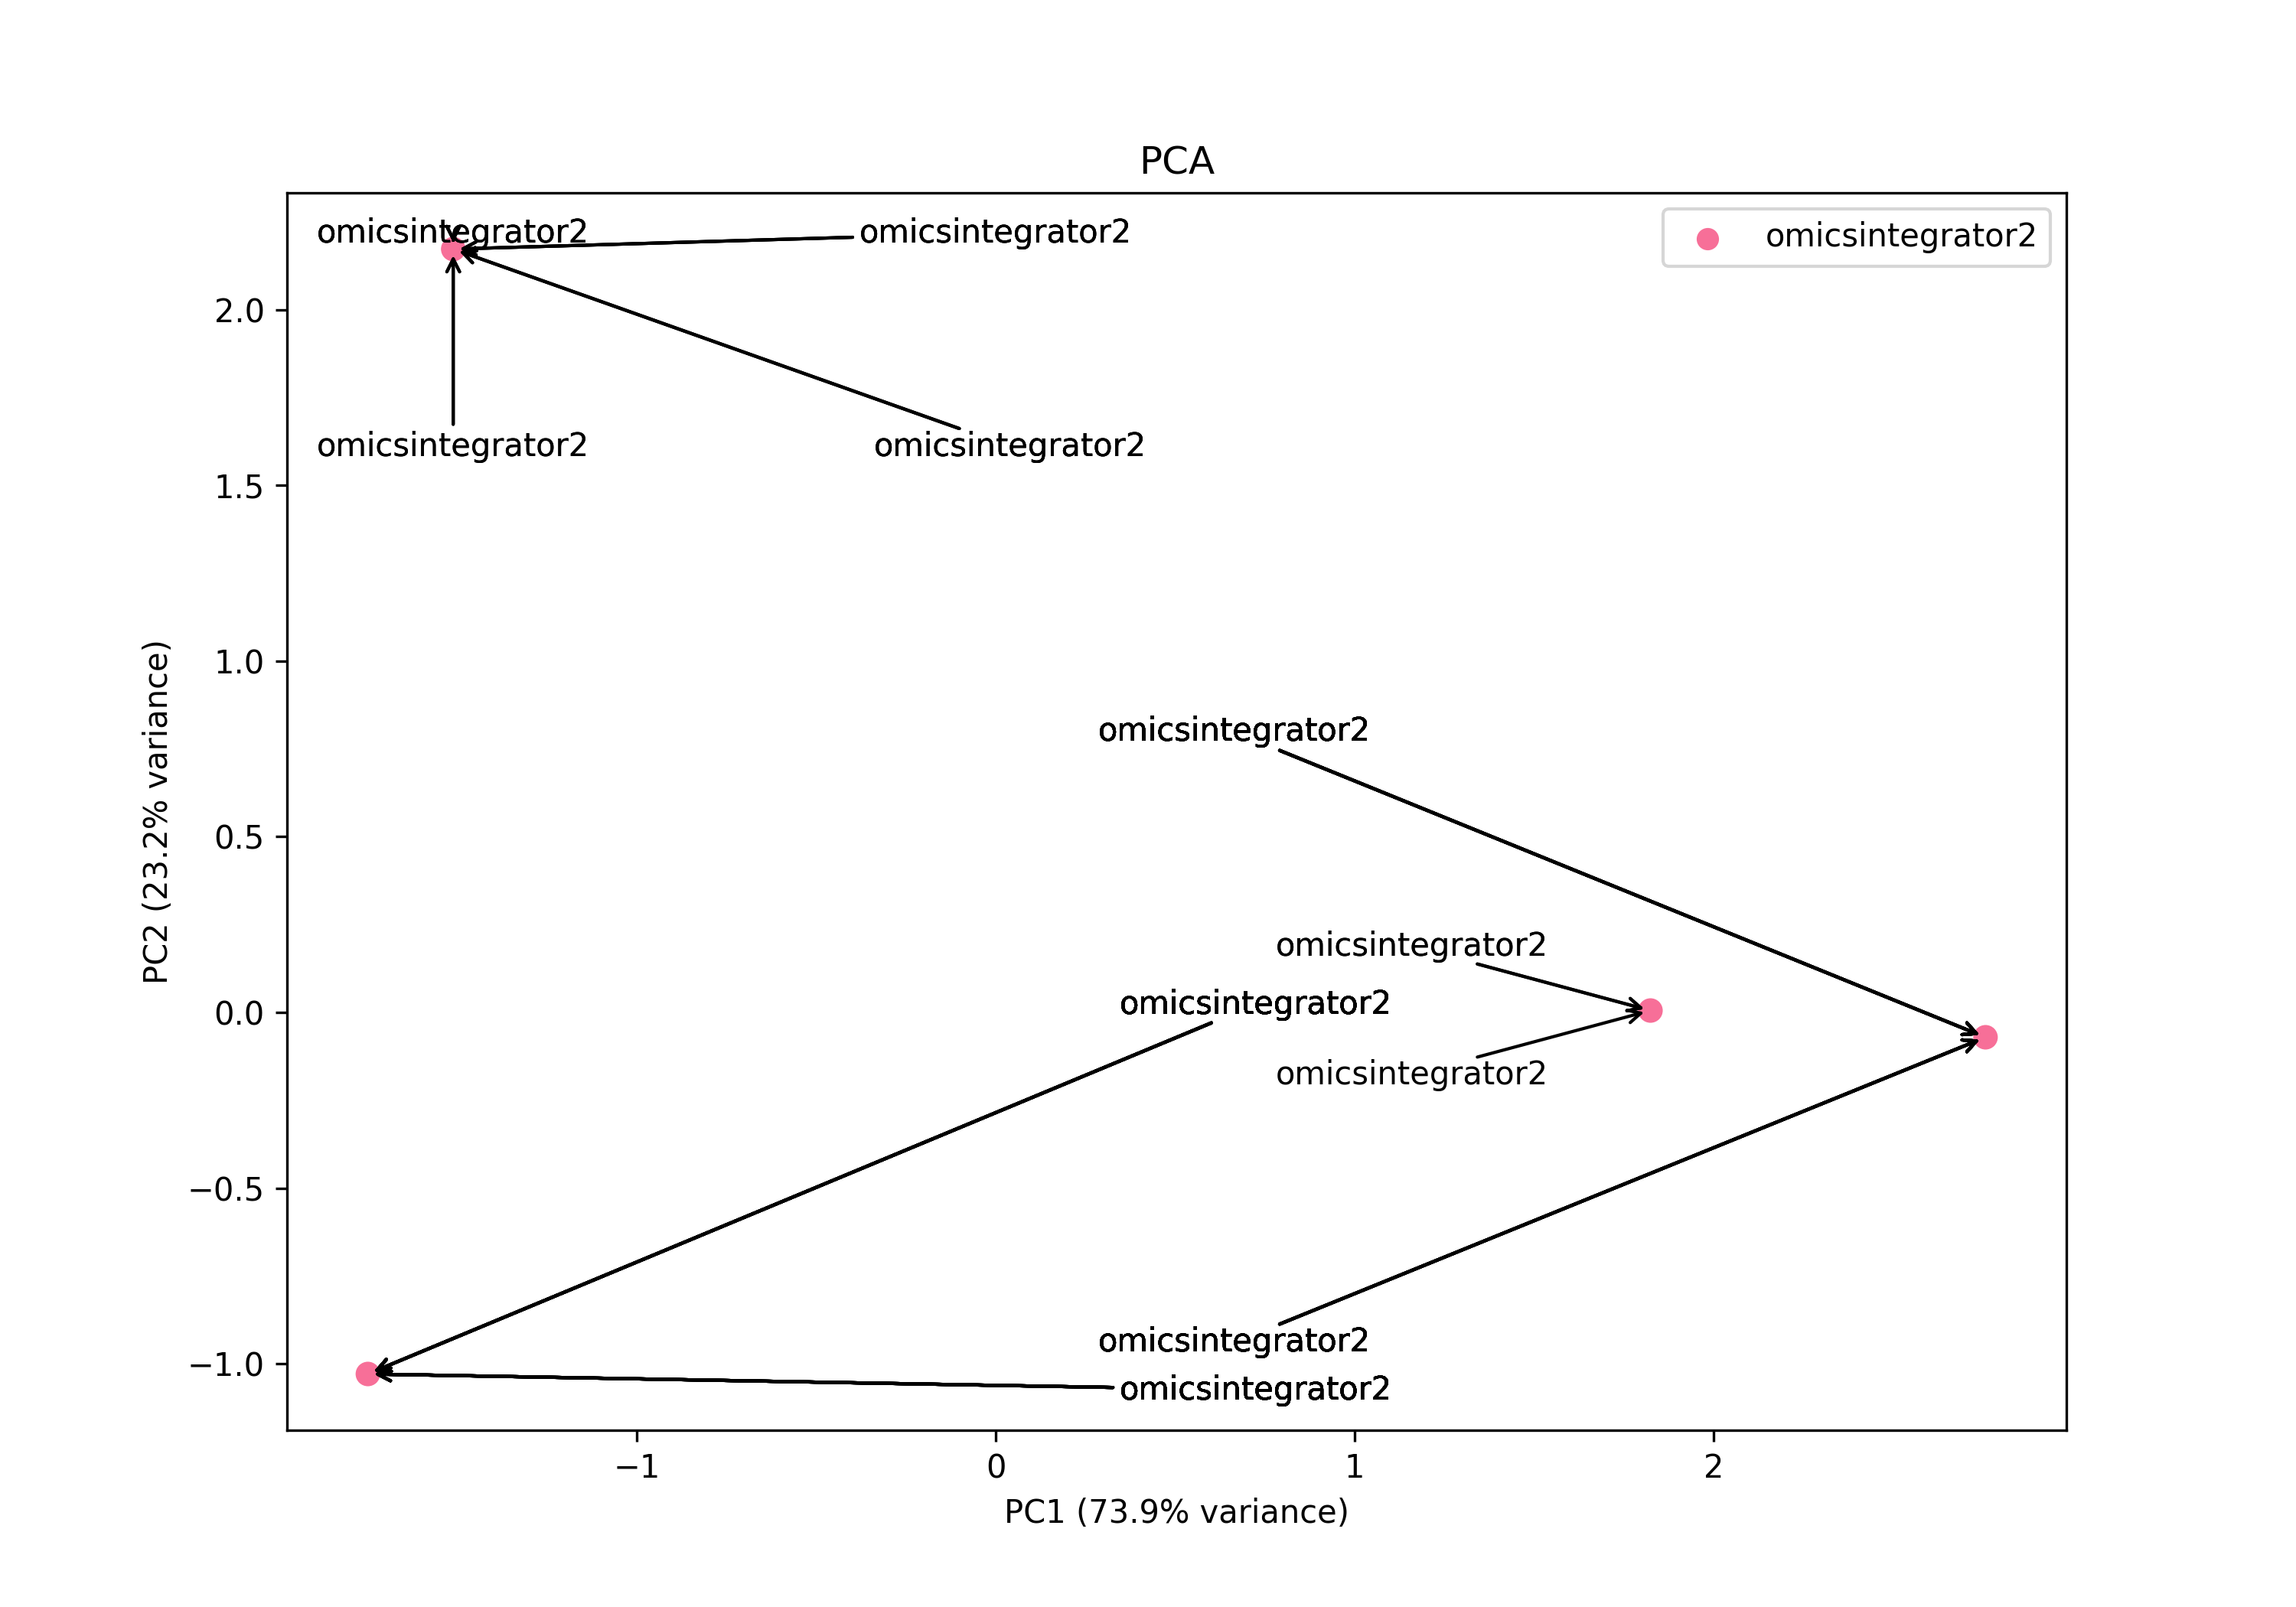 PCA
omicsintegrator2
omicsintegrator2
omicsintegrator2
omicsintegrator2
omicsintegrator2
omicsintegrator2
omicsintegrator2
omicsintegrator2
omicsintegrator2
omicsintegrator2
omicsintegrator2
2.0
1.5
1.0
0.5
0.0
−0.5
−1.0
PC2 (23.2% variance)
−1
0
1
2
PC1 (73.9% variance)